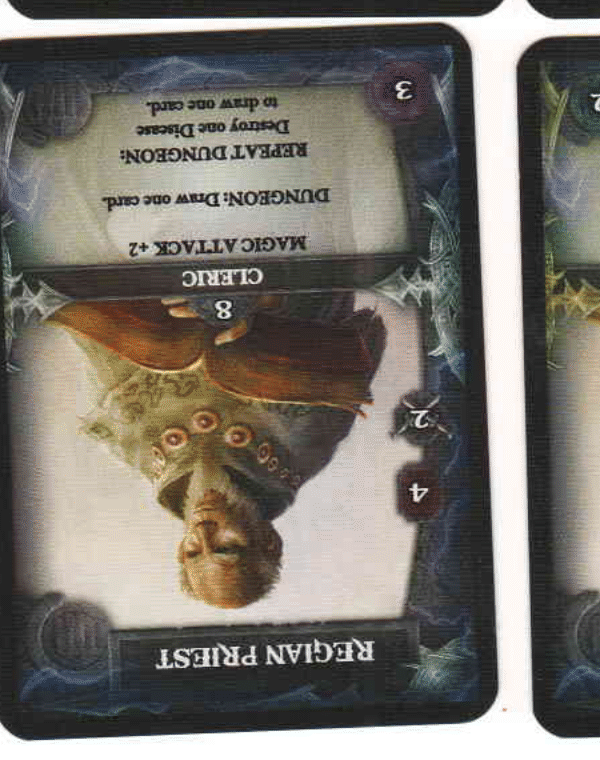 REGIAN PRIEST
4
2
8
CLERIC
MAGIC ATTACK + 2
DUNGEON: Draw one card.
REPEAT DUNGEON:
Destroy one Disease
to draw one card.
3
2